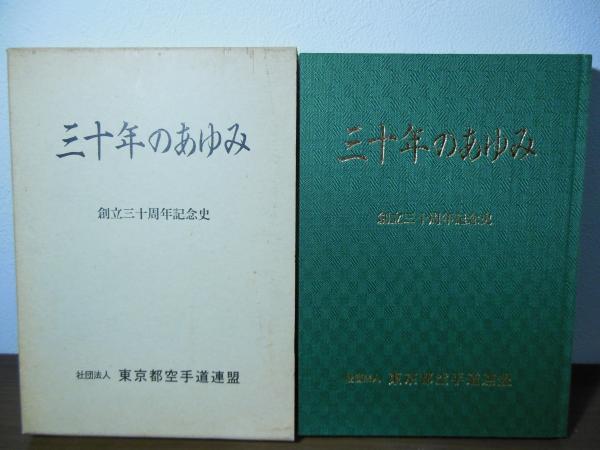 三十年のあゆみ
創立三十周年記念史
社団法人 東京都空手道連盟
三十年のあゆみ
創立三十周年記念史
社団法人 東京都空手道連盟